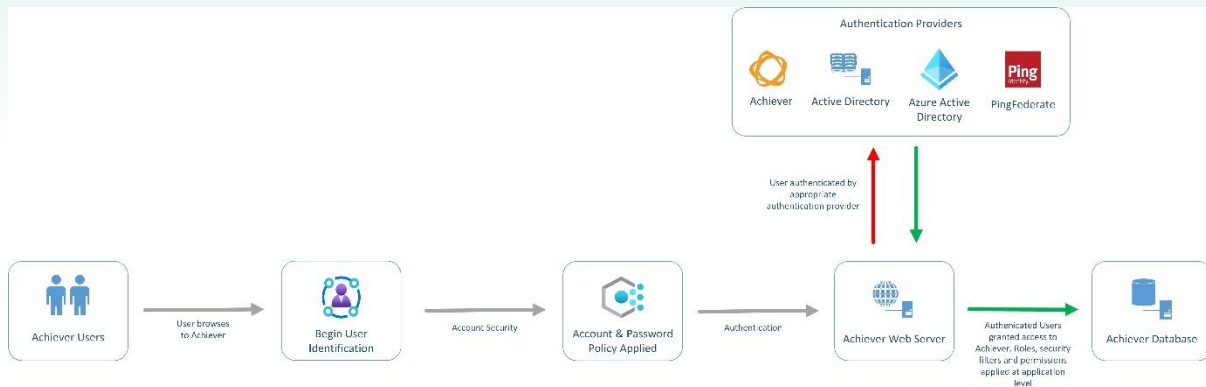 Authentication Providers
Ping
Identity
Achiever
Active Directory
Azure Active
Directory
PingFederate
User authenticated by
appropriate
authentication provider
Achiever Users
User browses
to Achiever
Begin User
Identification
Account Security
Account & Password
Policy Applied
Authentication
Achiever Web Server
Authenicated Users
granted access to
Achiever. Roles, security
filters and permissions
applied at application
level
Achiever Database